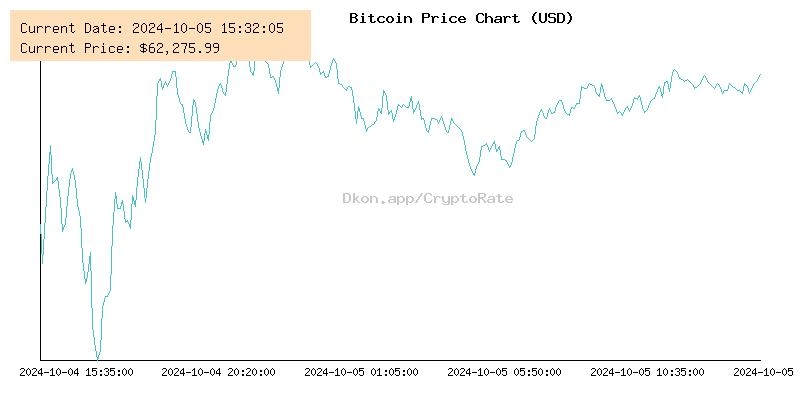 Bitcoin Price Chart (USD)
Current Date: 2024-10-05 15:32:05
Current Price: $62,275.99
Dkon.app/CryptoRate
2024-10-04 15:35:00
2024-10-04 20:20:00
2024-10-05 01:05:00
2024-10-05 05:50:00
2024-10-05 10:35:00
2024-10-05